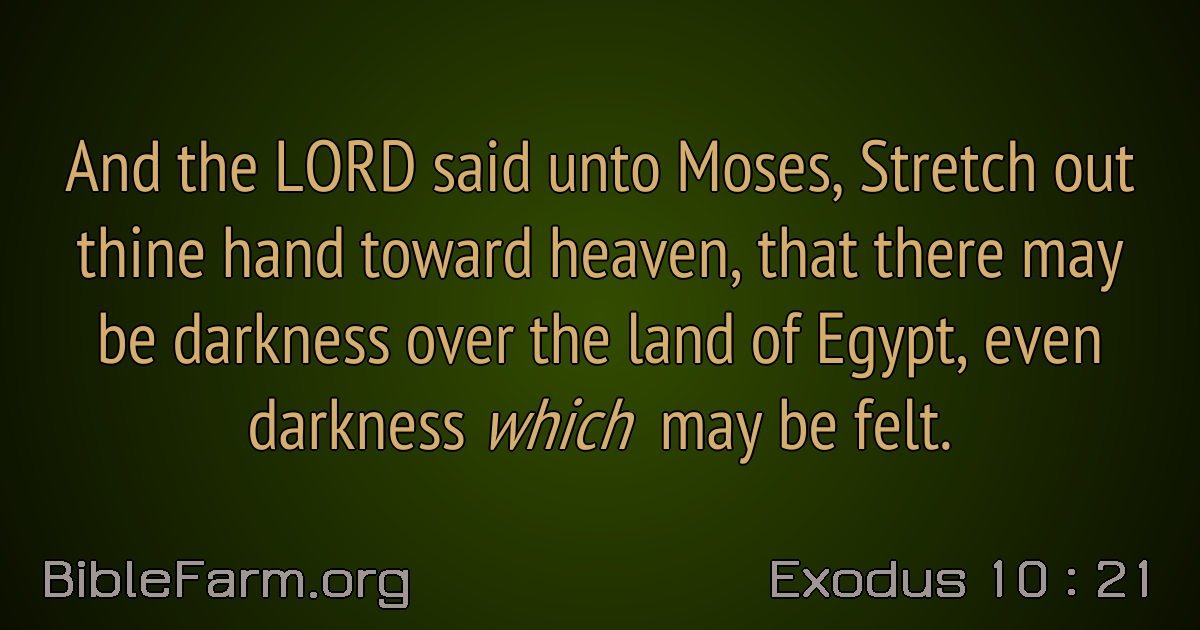 And the LORD said unto Moses, Stretch out
thine hand toward heaven, that there may
be darkness over the land of Egypt, even
darkness which may be felt.
BibleFarm.org
Exodus 10 : 21